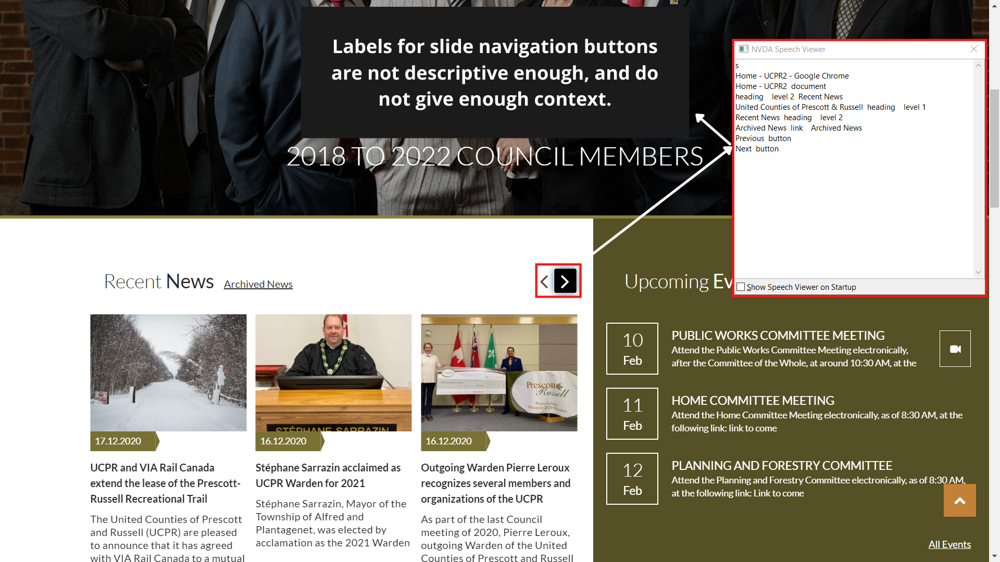 Labels for slide navigation buttons
are not descriptive enough, and do
not give enough context.
2018 TO 2022 COUNCIL MEMBERS
NVDA Speech Viewer
s
Home - UCPR2 - Google Chrome
Home - UCPR2 document
heading level 2 Recent News
United Counties of Prescott & Russell heading level 1
Recent News heading level 2
Archived News link Archived News
Previous button
Next button
Show Speech Viewer on Startup
Recent News Archived News
STÉPHANE SARRAZIN
Prescott
Russell
Pierre Leroux
Président 2020 Warden
17.12.2020
UCPR and VIA Rail Canada
extend the lease of the Prescott-
Russell Recreational Trail
The United Counties of Prescott
and Russell (UCPR) are pleased
to announce that it has agreed
with VIA Rail Canada to a mutual
16.12.2020
Stéphane Sarrazin acclaimed as
UCPR Warden for 2021
Stéphane Sarrazin, Mayor of the
Township of Alfred and
Plantagenet, was elected by
acclamation as the 2021 Warden
16.12.2020
Outgoing Warden Pierre Leroux
recognizes several members and
organizations of the UCPR
As part of the last Council
meeting of 2020, Pierre Leroux,
outgoing Warden of the United
Counties of Prescott and Russell
Upcoming Ev
10
Feb
PUBLIC WORKS COMMITTEE MEETING
Attend the Public Works Committee Meeting electronically,
after the Committee of the Whole, at around 10:30 AM, at the
11
Feb
HOME COMMITTEE MEETING
Attend the Home Committee Meeting electronically, as of 8:30 AM, at the
following link: link to come
12
Feb
PLANNING AND FORESTRY COMMITTEE
Attend the Planning and Forestry Committee electronically, as of 8:30 AM,
at the following link: Link to come
All Events